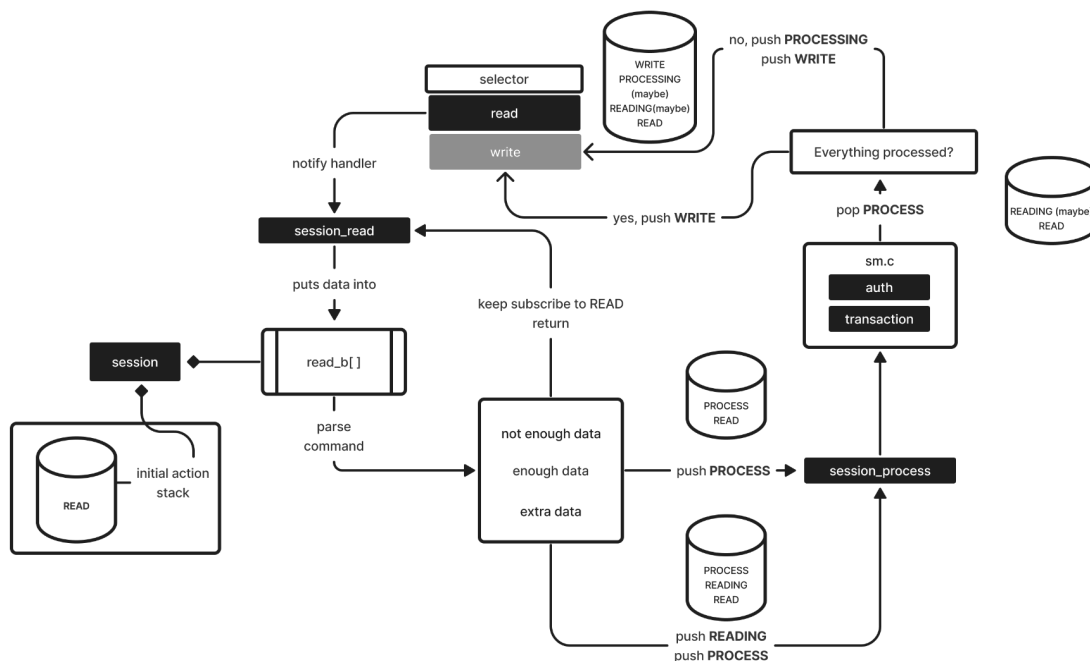 no, push PROCESSING
push WRITE
WRITE
PROCESSING
(maybe)
READING(maybe)
READ
selector
read
write
notify handler
Everything processed?
yes, push WRITE
pop PROCESS
READING (maybe
READ
session_read
sm.c
auth
transaction
puts data into
keep subscribe to READ
return
session
read_b[ ]
PROCESS
READ
parse
command
not enough data
enough data
extra data
push PROCESS
session_process
initial action
stack
READ
PROCESS
READING
READ
push READING
push PROCESS